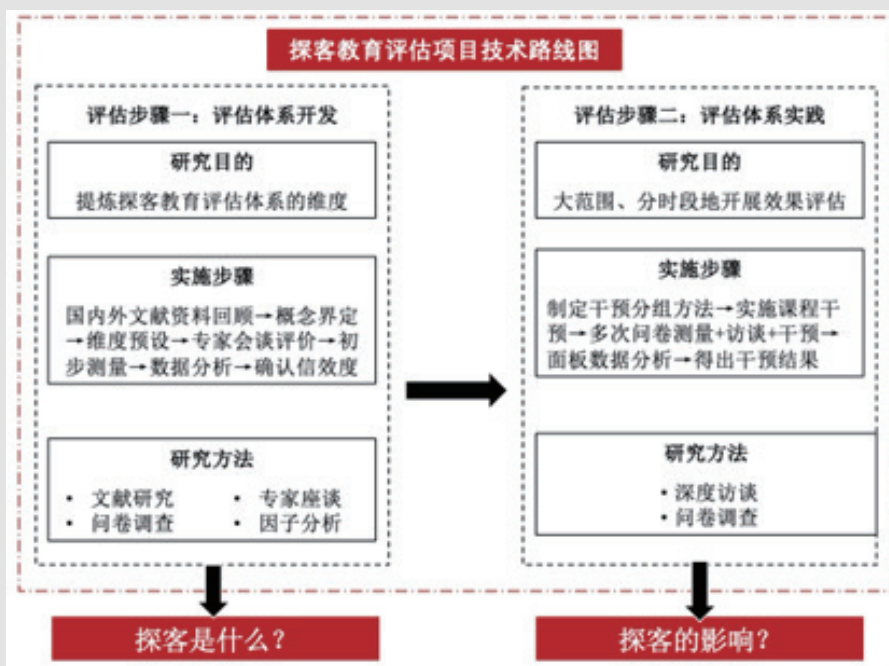 探客教育评估项目技术路线图
评估步骤一：评估体系开发
研究目的
提炼探客教育评估体系的维度
实施步骤
国内外文献资料回顾→概念界定
→维度预设→专家会谈评价→初
步测量→数据分析→确认信效度
研究方法
• 文献研究 • 专家座谈
• 问卷调查 • 因子分析
探客是什么？
评估步骤二：评估体系实践
研究目的
大范围、分时段地开展效果评估
实施步骤
制定干预分组方法→实施课程干
预→多次问卷测量+访谈+干预→
面板数据分析→得出干预结果
研究方法
•深度访谈
•问卷调查
探客的影响？